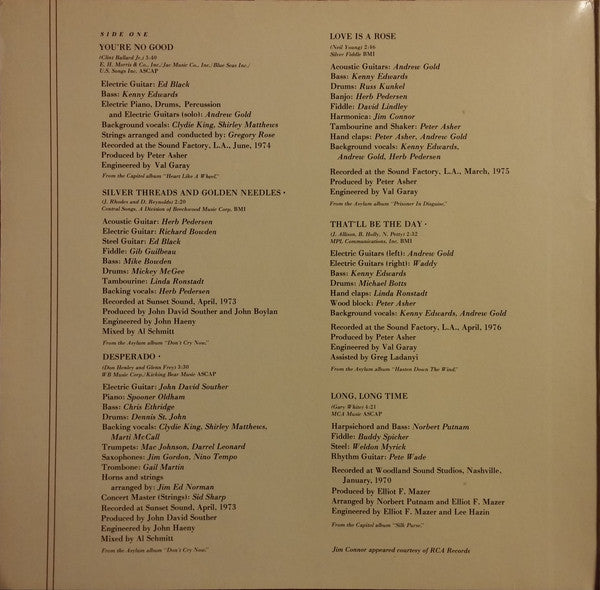 SIDE ONE
YOU'RE NO GOOD
(Clint Ballard Jr.) 3:40
E. H. Morris & Co., Inc./Jac Music Co., Inc./Blue Seas Inc./
U.S. Songs Inc. ASCAP
Electric Guitar: Ed Black
Bass: Kenny Edwards
Electric Piano, Drums, Percussion
and Electric Guitars (solo): Andrew Gold
Background vocals: Clydie King, Shirley Matthews
Strings arranged and conducted by: Gregory Rose
Recorded at the Sound Factory, L.A., June, 1974
Produced by Peter Asher
Engineered by Val Garay
From the Capitol album "Heart Like A Wheel."
SILVER THREADS AND GOLDEN NEEDLES •
(J. Rhodes and D. Reynolds) 2:20
Central Songs, A Division of Beechwood Music Corp. BMI
Acoustic Guitar: Herb Pedersen
Electric Guitar: Richard Bowden
Steel Guitar: Ed Black
Fiddle: Gib Guilbeau
Bass: Mike Bowden
Drums: Mickey McGee
Tambourine: Linda Ronstadt
Backing vocals: Herb Pedersen
Recorded at Sunset Sound, April, 1973
Produced by John David Souther and John Boylan
Engineered by John Haeny
Mixed by Al Schmitt
From the Asylum album "Don't Cry Now."
DESPERADO •
(Don Henley and Glenn Frey) 3:30
WB Music Corp./Kicking Bear Music ASCAP
Electric Guitar: John David Souther
Piano: Spooner Oldham
Bass: Chris Ethridge
Drums: Dennis St. John
Backing vocals: Clydie King, Shirley Matthews,
Marti McCall
Trumpets: Mac Johnson, Darrel Leonard
Saxophones: Jim Gordon, Nino Tempo
Trombone: Gail Martin
Horns and strings
arranged by: Jim Ed Norman
Concert Master (Strings): Sid Sharp
Recorded at Sunset Sound, April, 1973
Produced by John David Souther
Engineered by John Haeny
Mixed by Al Schmitt
From the Asylum album "Don't Cry Now."
LOVE IS A ROSE
(Neil Young) 2:46
Silver Fiddle BMI
Acoustic Guitars: Andrew Gold
Bass: Kenny Edwards
Drums: Russ Kunkel
Banjo: Herb Pedersen
Fiddle: David Lindley
Harmonica: Jim Connor
Tambourine and Shaker: Peter Asher
Hand claps: Peter Asher, Andrew Gold
Background vocals: Kenny Edwards,
Andrew Gold, Herb Pedersen
Recorded at the Sound Factory, L.A., March, 1975
Produced by Peter Asher
Engineered by Val Garay
From the Asylum album "Prisoner In Disguise."
THAT'LL BE THE DAY •
(J. Allison, B. Holly, N. Petty) 2:32
MPL Communications, Inc. BMI
Electric Guitars (left): Andrew Gold
Electric Guitars (right): Waddy
Bass: Kenny Edwards
Drums: Michael Botts
Hand claps: Linda Ronstadt
Wood block: Peter Asher
Background vocals: Kenny Edwards, Andrew Gold
Recorded at the Sound Factory, L.A., April, 1976
Produced by Peter Asher
Engineered by Val Garay
Assisted by Greg Ladanyi
From the Asylum album "Hasten Down The Wind."
LONG, LONG TIME
(Gary White) 4:21
MCA Music ASCAP
Harpsichord and Bass: Norbert Putnam
Fiddle: Buddy Spicher
Steel: Weldon Myrick
Rhythm Guitar: Pete Wade
Recorded at Woodland Sound Studios, Nashville,
January, 1970
Produced by Elliot F. Mazer
Arranged by Norbert Putnam and Elliot F. Mazer
Engineered by Elliot F. Mazer and Lee Hazin
From the Capitol album "Silk Purse."
Jim Connor appeared courtesy of RCA Records